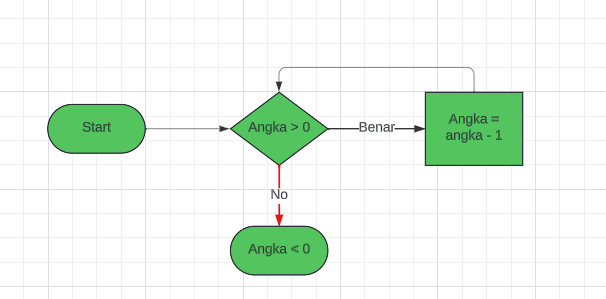 Start
Angka > 0
Benar
Angka =
angka - 1
No
Angka < 0